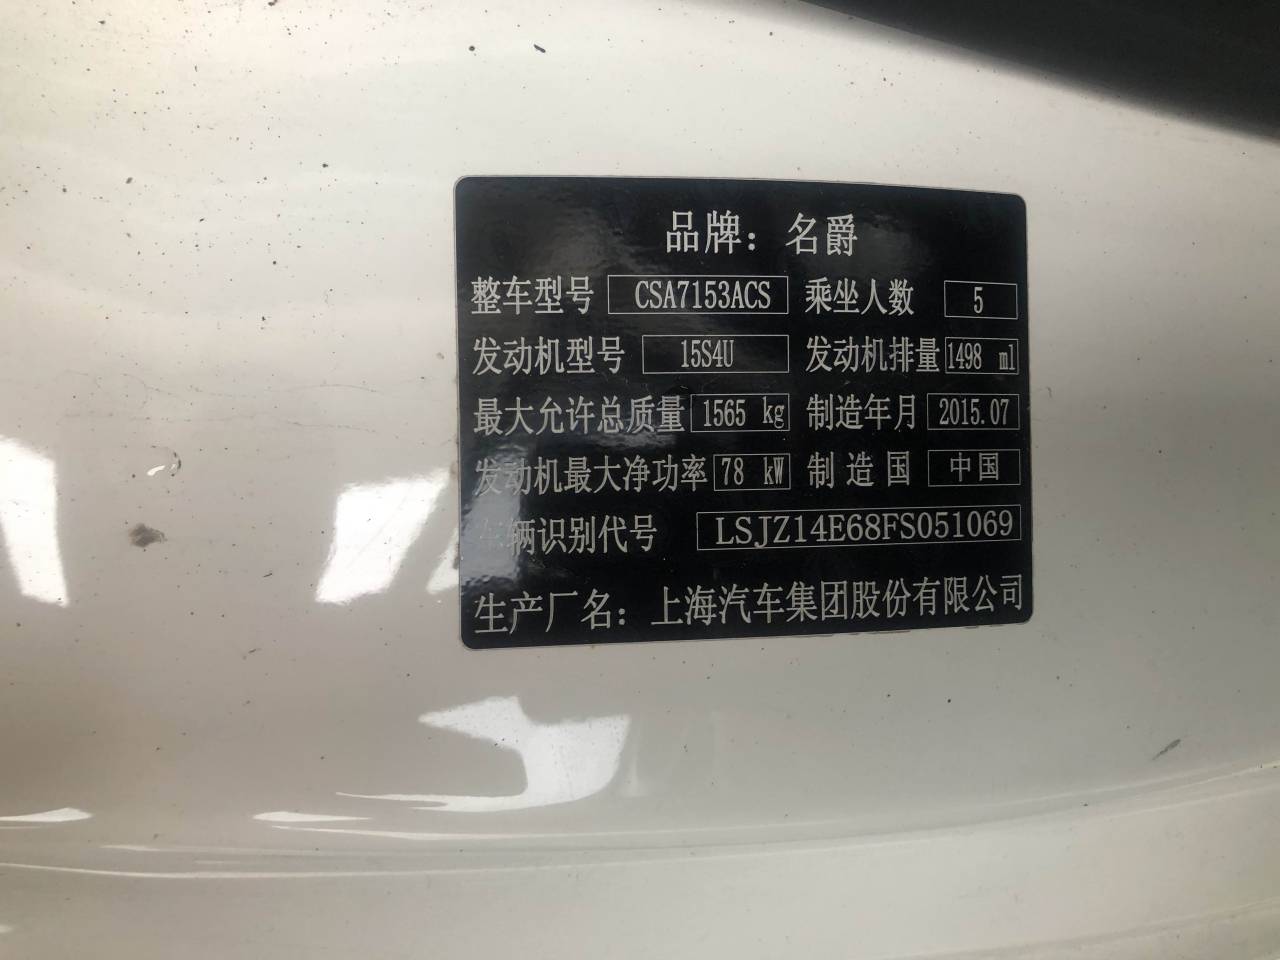 品牌：名爵
整车型号 CSA7153ACS 乘坐人数 5
发动机型号 15S4U 发动机排量 1498 ml
最大允许总质量 1565 kg 制造年月 2015.07
发动机最大净功率 78 kW 制造国 中国
车辆识别代号 LSJZ14E68FS051069
生产厂名：上海汽车集团股份有限公司